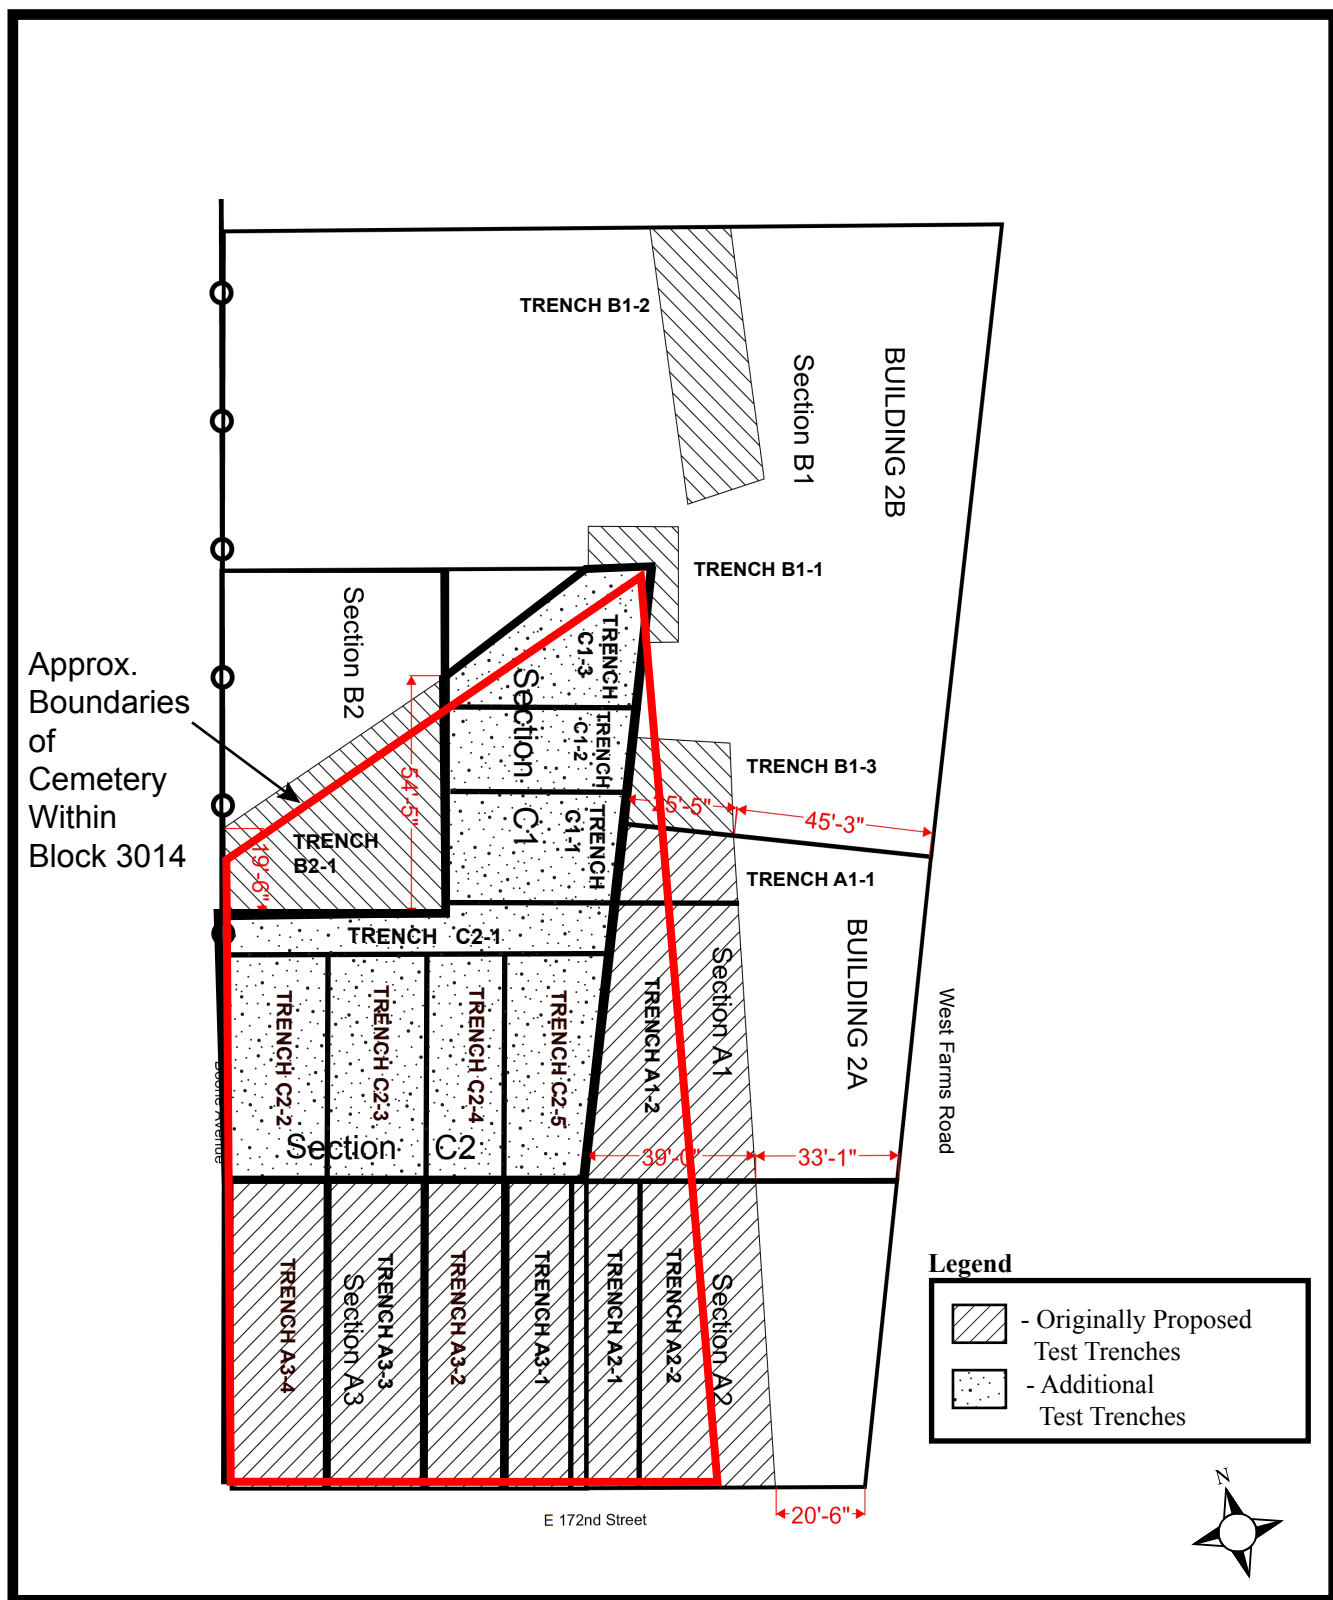 TRENCH B1-2
BUILDING 2B
Section B1
TRENCH B1-1
Section B2
TRENCH
C1-3
Approx.
Boundaries
of
Cemetery
Within
Block 3014
Section C1
TRENCH
C1-2
54'-5"
TRENCH B1-3
45'-3"
TRENCH
C1-1
TRENCH
B2-1
19'-6"
TRENCH A1-1
TRENCH C2-1
BUILDING 2A
Section A1
TRENCH A1-2
West Farms Road
TRENCH C2-2
TRENCH C2-3
TRENCH C2-4
TRENCH C2-5
Boone Avenue
Section C2
39'-0"
33'-1"
TRENCH A3-4
Section A3
TRENCH A3-3
TRENCH A3-2
TRENCH A3-1
TRENCH A2-1
TRENCH A2-2
Section A2
Legend
- Originally Proposed
Test Trenches
- Additional
Test Trenches
20'-6"
E 172nd Street
N